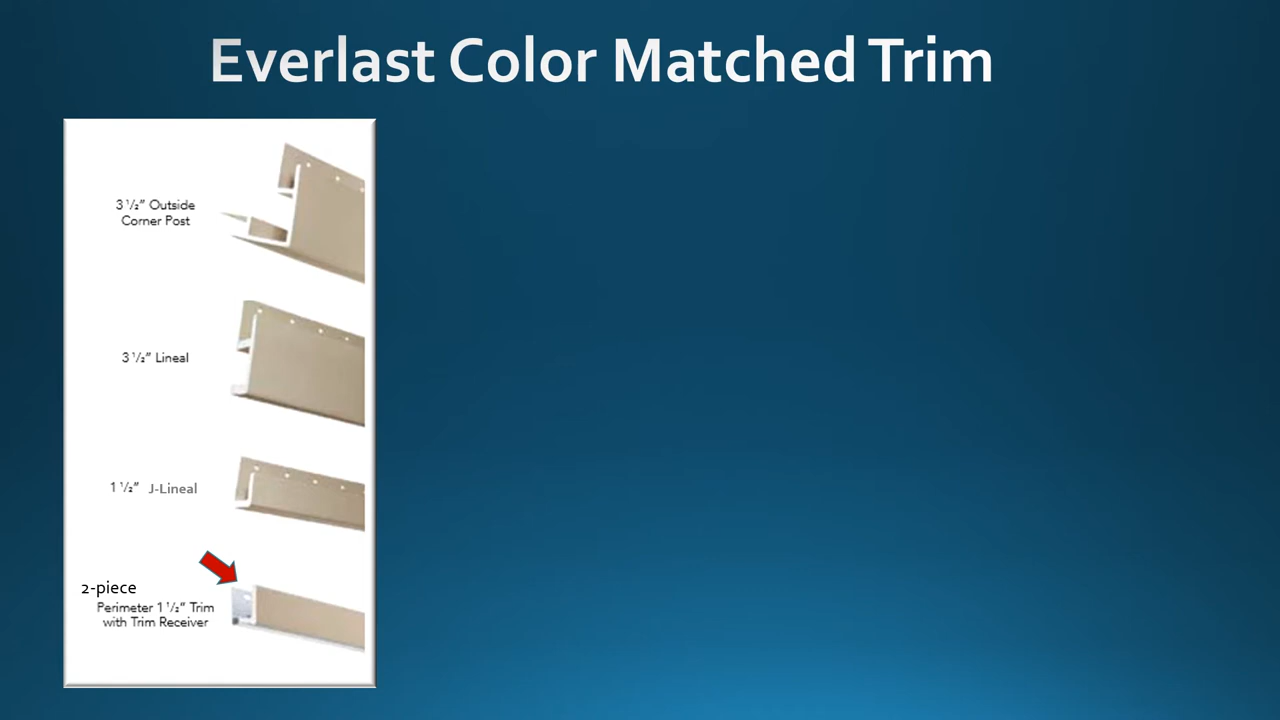 Everlast Color Matched Trim
3 ½” Outside
Corner Post
3 ½” Lineal
1 ½” J-Lineal
2-piece
Perimeter 1 ½” Trim
with Trim Receiver